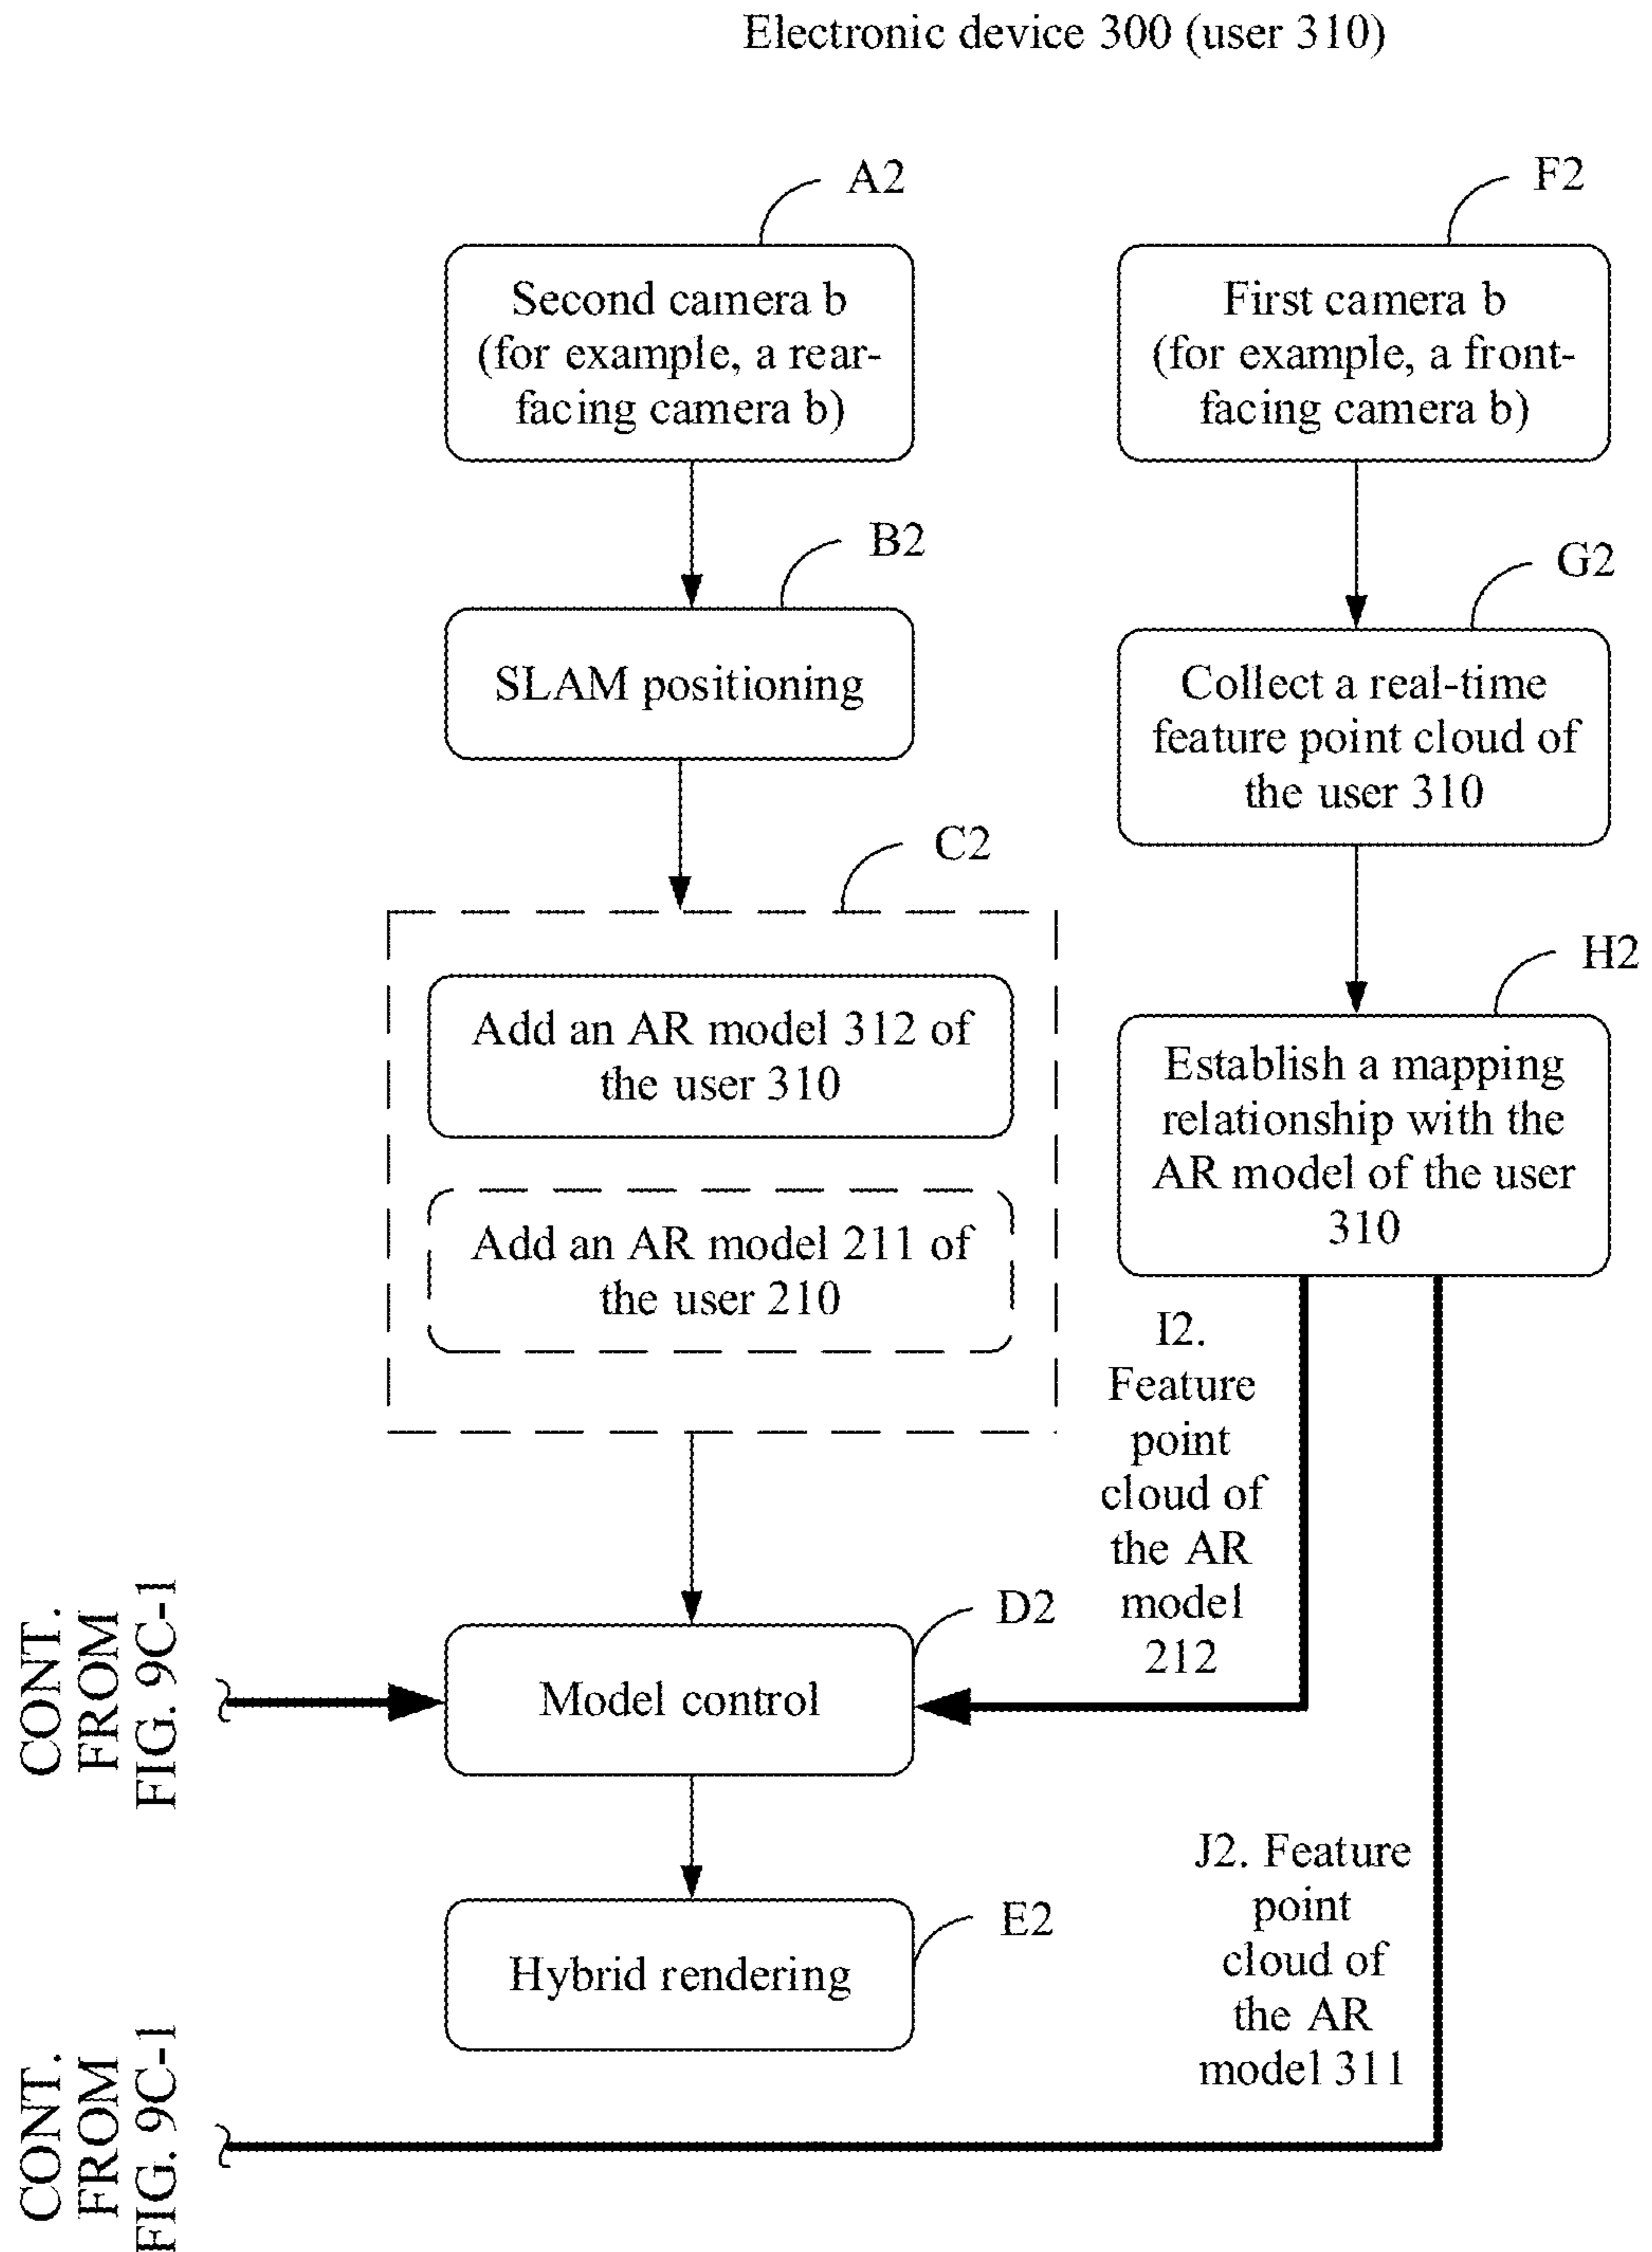 Electronic device 300 (user 310)
A2
Second camera b
(for example, a rear-
facing camera b)
B2
SLAM positioning
C2
Add an AR model 312 of
the user 310
Add an AR model 211 of
the user 210
D2
Model control
E2
Hybrid rendering
F2
First camera b
(for example, a front-
facing camera b)
G2
Collect a real-time
feature point cloud of
the user 310
H2
Establish a mapping
relationship with the
AR model of the user
310
I2.
Feature
point
cloud of
the AR
model
212
J2. Feature
point
cloud of
the AR
model 311
CONT.
FROM
FIG. 9C-1
CONT.
FROM
FIG. 9C-1